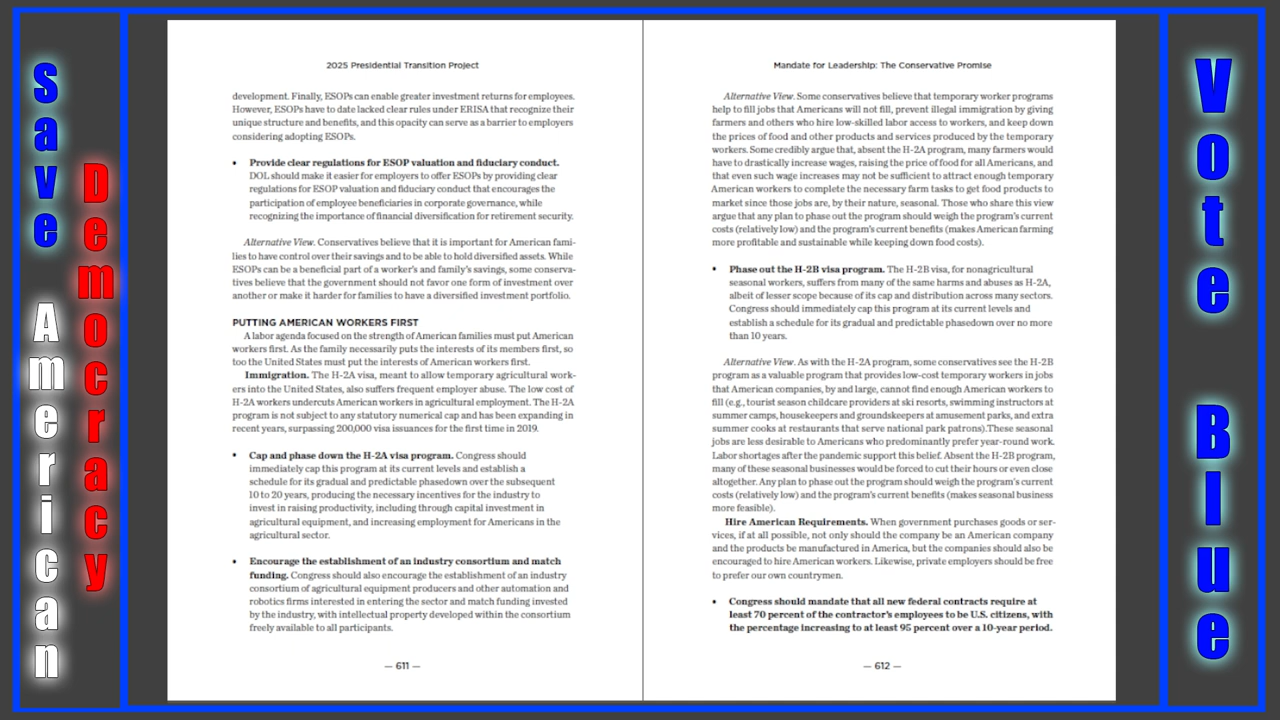 Save
American
Democracy
2025 Presidential Transition Project
development. Finally, ESOPs can enable greater investment returns for employees.
However, ESOPs have to date lacked clear rules under ERISA that recognize their
unique structure and benefits, and this opacity can serve as a barrier to employers
considering adopting ESOPs.
• Provide clear regulations for ESOP valuation and fiduciary conduct.
DOL should make it easier for employers to offer ESOPs by providing clear
regulations for ESOP valuation and fiduciary conduct that encourages the
participation of employee beneficiaries in corporate governance, while
recognizing the importance of financial diversification for retirement security.
Alternative View. Conservatives believe that it is important for American fami-
lies to have control over their savings and to be able to hold diversified assets. While
ESOPs can be a beneficial part of a worker's and family's savings, some conserva-
tives believe that the government should not favor one form of investment over
another or make it harder for families to have a diversified investment portfolio.
PUTTING AMERICAN WORKERS FIRST
A labor agenda focused on the strength of American families must put American
workers first. As the family necessarily puts the interests of its members first, so
too the United States must put the interests of American workers first.
Immigration. The H-2A visa, meant to allow temporary agricultural work-
ers into the United States, also suffers frequent employer abuse. The low cost of
H-2A workers undercuts American workers in agricultural employment. The H-2A
program is not subject to any statutory numerical cap and has been expanding in
recent years, surpassing 200,000 visa issuances for the first time in 2019.
• Cap and phase down the H-2A visa program. Congress should
immediately cap this program at its current levels and establish a
schedule for its gradual and predictable phasedown over the subsequent
10 to 20 years, producing the necessary incentives for the industry to
invest in raising productivity, including through capital investment in
agricultural equipment, and increasing employment for Americans in the
agricultural sector.
• Encourage the establishment of an industry consortium and match
funding. Congress should also encourage the establishment of an industry
consortium of agricultural equipment producers and other automation and
robotics firms interested in entering the sector and match funding invested
by the industry, with intellectual property developed within the consortium
freely available to all participants.
— 611 —
Mandate for Leadership: The Conservative Promise
Alternative View. Some conservatives believe that temporary worker programs
help to fill jobs that Americans will not fill, prevent illegal immigration by giving
farmers and others who hire low-skilled labor access to workers, and keep down
the prices of food and other products and services produced by the temporary
workers. Some credibly argue that, absent the H-2A program, many farmers would
have to drastically increase wages, raising the price of food for all Americans, and
that even such wage increases may not be sufficient to attract enough temporary
American workers to complete the necessary farm tasks to get food products to
market since those jobs are, by their nature, seasonal. Those who share this view
argue that any plan to phase out the program should weigh the program's current
costs (relatively low) and the program's current benefits (makes American farming
more profitable and sustainable while keeping down food costs).
• Phase out the H-2B visa program. The H-2B visa, for nonagricultural
seasonal workers, suffers from many of the same harms and abuses as H-2A,
albeit of lesser scope because of its cap and distribution across many sectors.
Congress should immediately cap this program at its current levels and
establish a schedule for its gradual and predictable phasedown over no more
than 10 years.
Alternative View. As with the H-2A program, some conservatives see the H-2B
program as a valuable program that provides low-cost temporary workers in jobs
that American companies, by and large, cannot find enough American workers to
fill (e.g., tourist season childcare providers at ski resorts, swimming instructors at
summer camps, housekeepers and groundskeepers at amusement parks, and extra
summer cooks at restaurants that serve national park patrons).These seasonal
jobs are less desirable to Americans who predominantly prefer year-round work.
Labor shortages after the pandemic support this belief. Absent the H-2B program,
many of these seasonal businesses would be forced to cut their hours or even close
altogether. Any plan to phase out the program should weigh the program's current
costs (relatively low) and the program's current benefits (makes seasonal business
more feasible).
Hire American Requirements. When government purchases goods or ser-
vices, if at all possible, not only should the company be an American company
and the products be manufactured in America, but the companies should also be
encouraged to hire American workers. Likewise, private employers should be free
to prefer our own countrymen.
• Congress should mandate that all new federal contracts require at
least 70 percent of the contractor's employees to be U.S. citizens, with
the percentage increasing to at least 95 percent over a 10-year period.
— 612 —
Vote
Blue